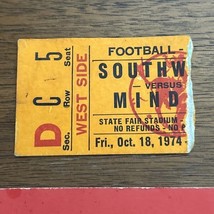 D Sec.
C Row
5 Seat
WEST SIDE
FOOTBALL -
SOUTHW
VERSUS
MIND
STATE FAIR STADIUM -
- NO REFUNDS - NO
Fri., Oct. 18, 1974 -